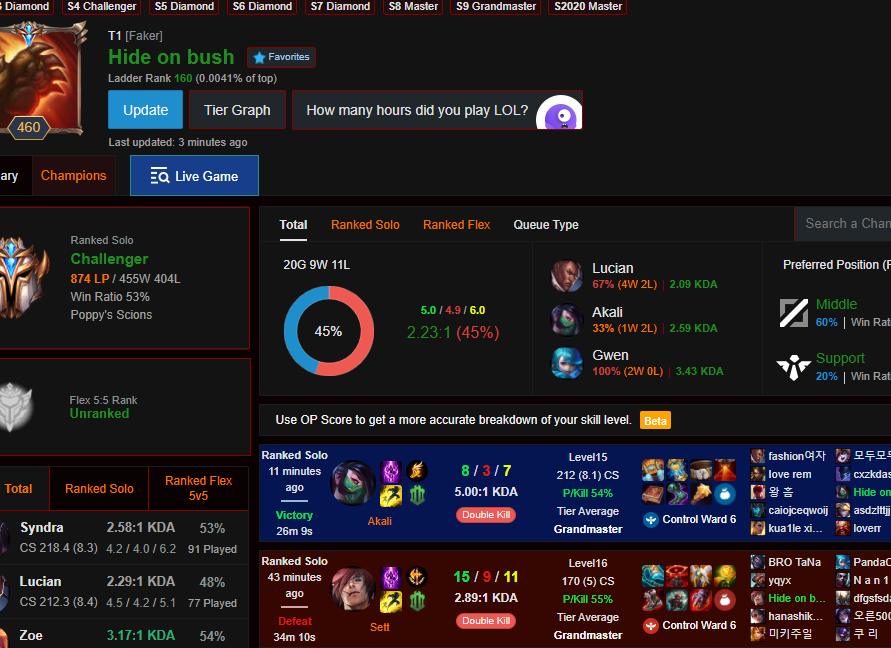 Diamond S4 Challenger S5 Diamond S6 Diamond S7 Diamond S8 Master S9 Grandmaster S2020 Master
T1 [Faker]
Hide on bush Favorites
Ladder Rank 160 (0.0041% of top)
460
Update Tier Graph How many hours did you play LOL?
Last updated: 3 minutes ago
ary Champions Live Game
Ranked Solo
Challenger
874 LP / 455W 404L
Win Ratio 53%
Poppy's Scions
Flex 5:5 Rank
Unranked
Total Ranked Solo Ranked Flex 5v5
Syndra 2.58:1 KDA 53%
CS 218.4 (8.3) 4.2 / 4.0 / 6.2 91 Played
Lucian 2.29:1 KDA 48%
CS 212.3 (8.4) 4.5 / 4.2 / 5.1 77 Played
Zoe 3.17:1 KDA 54%
Total Ranked Solo Ranked Flex Queue Type Search a Chan
20G 9W 11L
45%
5.0 / 4.9 / 6.0
2.23:1 (45%)
Lucian
67% (4W 2L) 2.09 KDA
Akali
33% (1W 2L) 2.59 KDA
Gwen
100% (2W 0L) 3.43 KDA
Preferred Position (R
Middle
60% | Win Rat
Support
20% | Win Rat
Use OP Score to get a more accurate breakdown of your skill level. Beta
Ranked Solo
11 minutes
ago
Victory
26m 9s
Akali
8 / 3 / 7
5.00:1 KDA
Double Kill
Level15
212 (8.1) CS
P/Kill 54%
Tier Average
Grandmaster
Control Ward 6
fashion여자
love rem
왕 홈
caiojceqwoij
kua1le xi...
모두모두
cxzkdas
Hide on
asdzlttjj
loverr
Ranked Solo
43 minutes
ago
Defeat
34m 10s
Sett
15 / 9 / 11
2.89:1 KDA
Double Kill
Level16
170 (5) CS
P/Kill 55%
Tier Average
Grandmaster
Control Ward 6
BRO TaNa
yqyx
Hide on b...
hanashik...
미키주일
PandaC
N a n 1
dfgsfsda
오른500
쿠 리